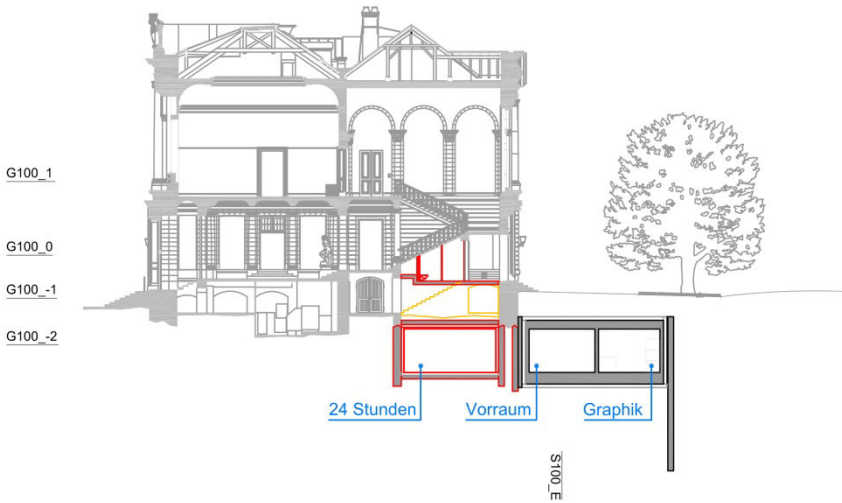 G100_1
G100_0
G100_-1
G100_-2
24 Stunden
Vorraum
Graphik
S100_E